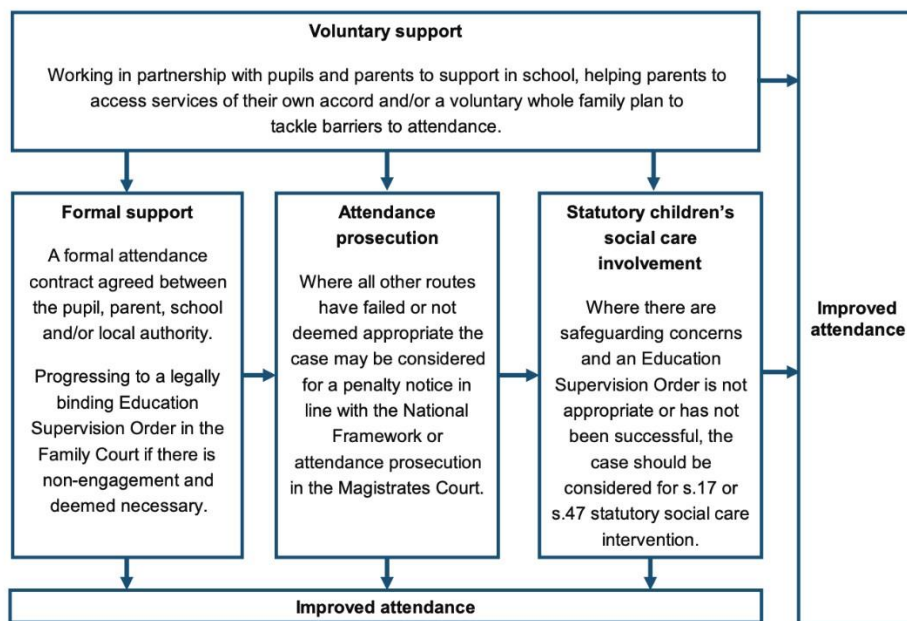 Voluntary support
Working in partnership with pupils and parents to support in school, helping parents to
access services of their own accord and/or a voluntary whole family plan to
tackle barriers to attendance.
Formal support
A formal attendance
contract agreed between
the pupil, parent, school
and/or local authority.
Progressing to a legally
binding Education
Supervision Order in the
Family Court if there is
non-engagement and
deemed necessary.
Attendance
prosecution
Where all other routes
have failed or not
deemed appropriate the
case may be considered
for a penalty notice in
line with the National
Framework or
attendance prosecution
in the Magistrates Court.
Statutory children's
social care
involvement
Where there are
safeguarding concerns
and an Education
Supervision Order is not
appropriate or has not
been successful, the
case should be
considered for s.17 or
s.47 statutory social care
intervention.
Improved
attendance
Improved attendance